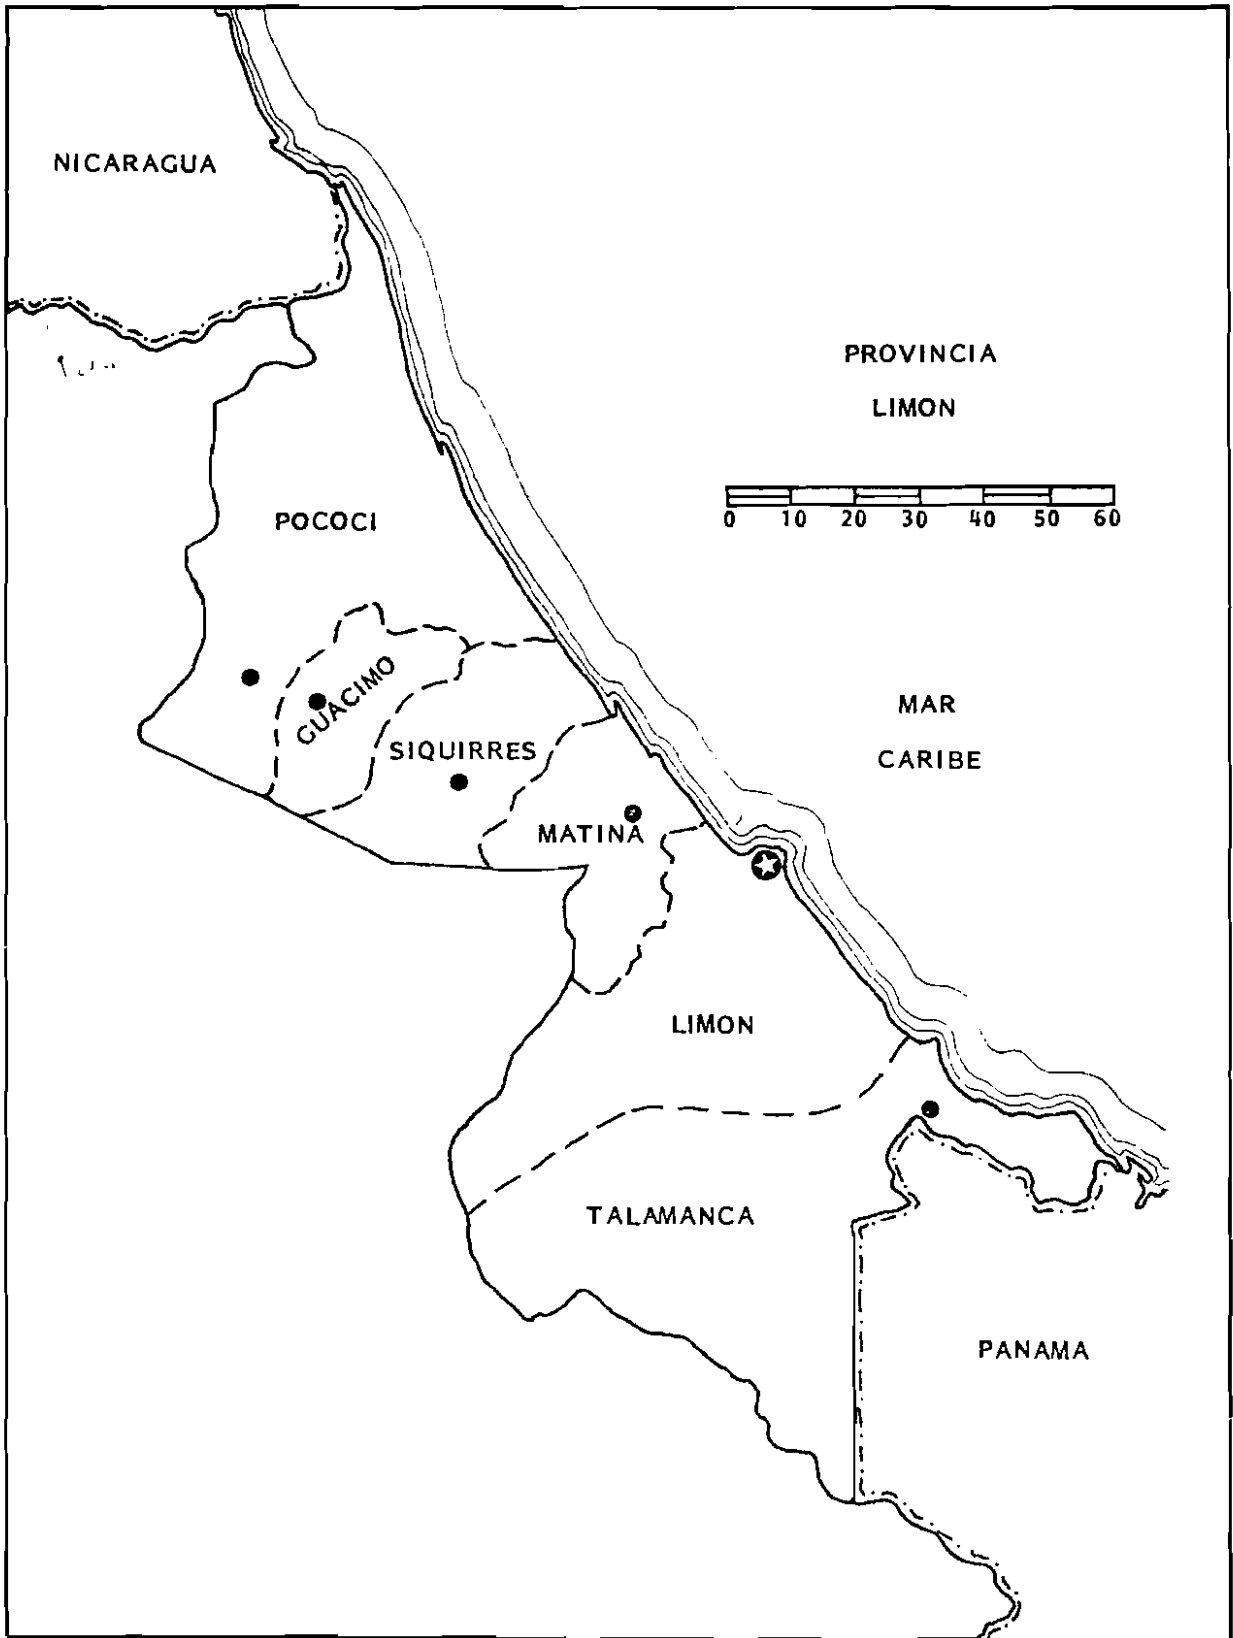 NICARAGUA
PROVINCIA
LIMON
0 10 20 30 40 50 60
POCOCI
GUACIMO
MAR
CARIBE
SIQUIRRES
MATINA
LIMON
TALAMANCA
PANAMA